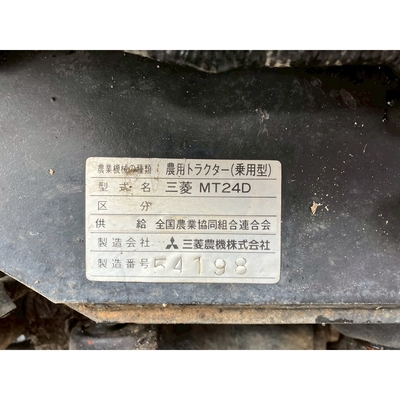 農業機械の種類 農用トラクター(乗用型)
型式名 三菱 MT24D
区分
供給 全国農業協同組合連合会
製造会社 三菱農機株式会社
製造番号 54198